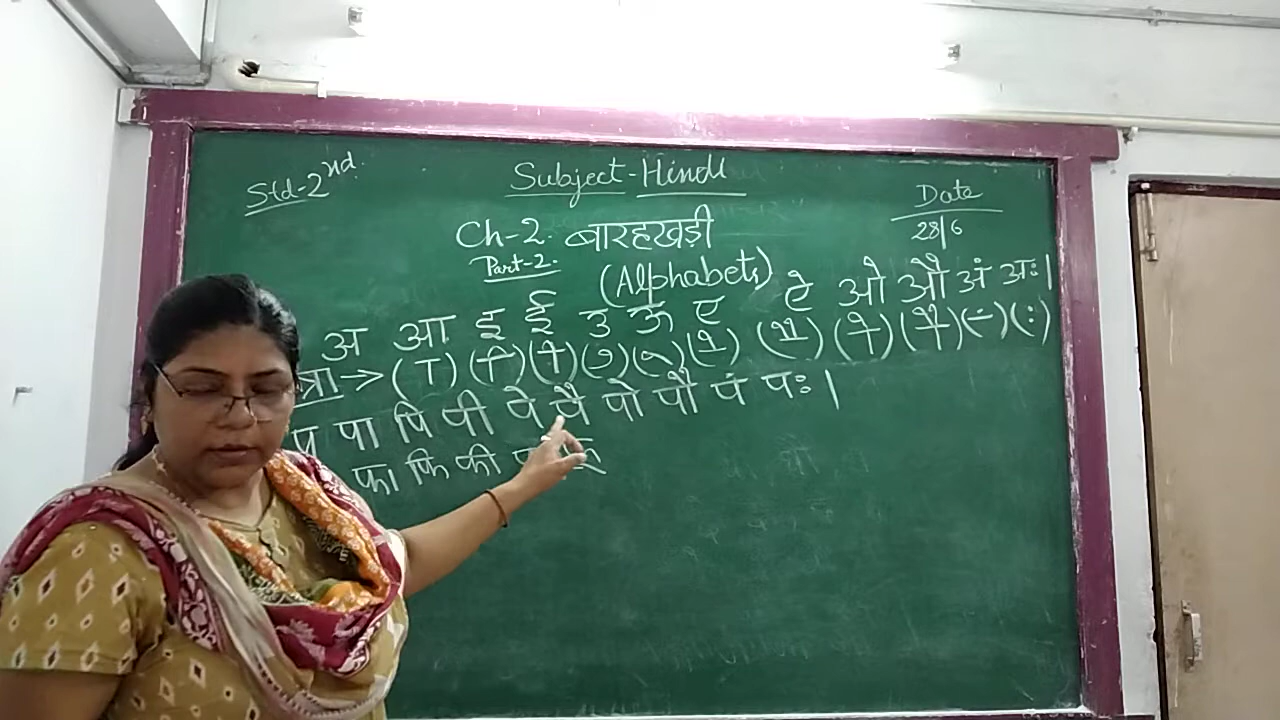 Std-2nd.
Subject-Hindi
Date
28/6
Ch-2. बारहखड़ी
Part-2.
(Alphabets)
अ आ इ ई उ ऊ ए ऐ ओ औ अं अः।
त्रा→ (ा) (ि) (ी) (ु) (ू) (े) (ै) (ो) (ौ) (ं) (ः)
प पा पि पी पे पै पो पौ पं पः।
फा फि फी